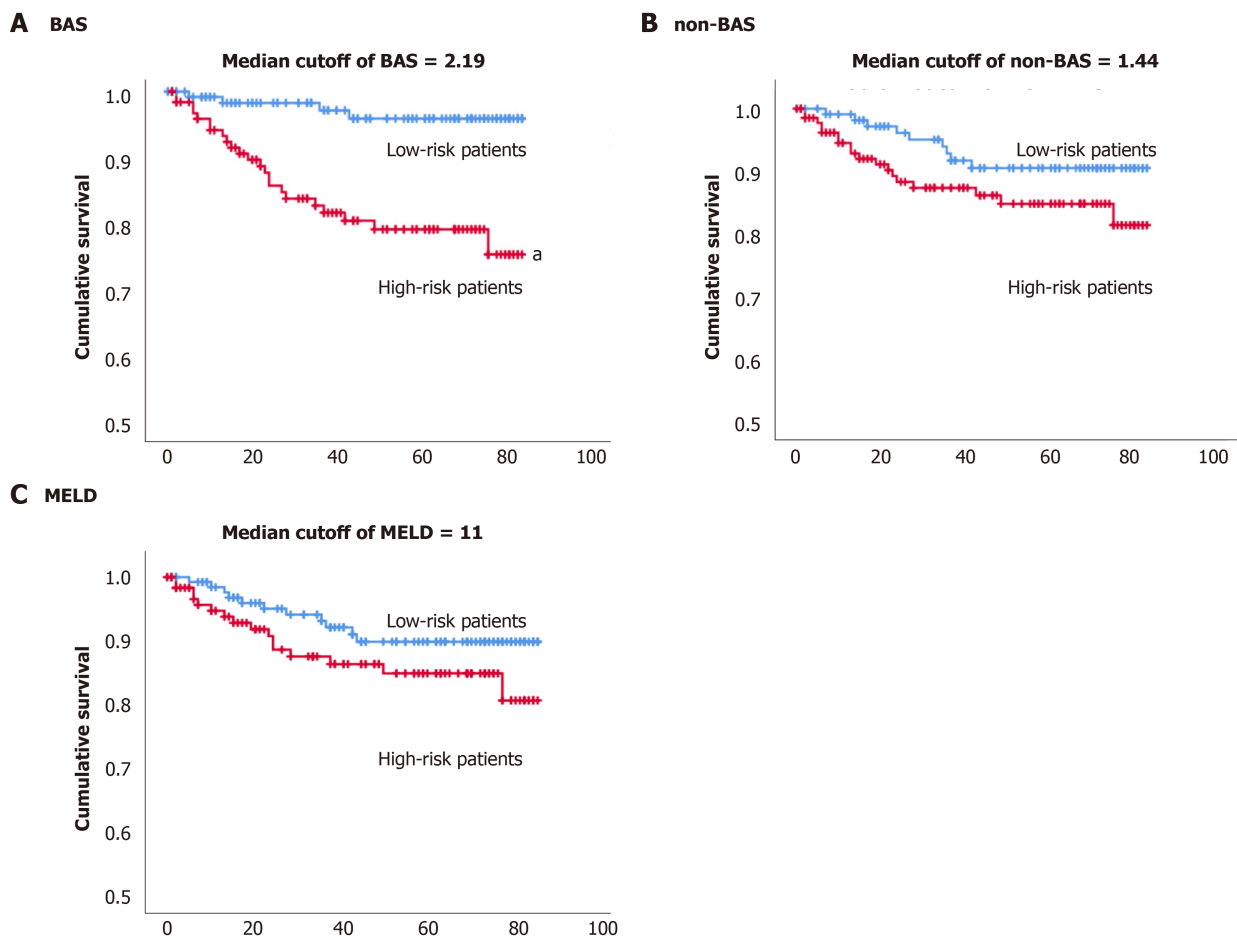 A BAS
Median cutoff of BAS = 2.19
Cumulative survival
1.0
0.9
0.8
0.7
0.6
0.5
Low-risk patients
a
High-risk patients
0 20 40 60 80 100
B non-BAS
Median cutoff of non-BAS = 1.44
Cumulative survival
1.0
0.9
0.8
0.7
0.6
0.5
Low-risk patients
High-risk patients
0 20 40 60 80 100
C MELD
Median cutoff of MELD = 11
Cumulative survival
1.0
0.9
0.8
0.7
0.6
0.5
Low-risk patients
High-risk patients
0 20 40 60 80 100